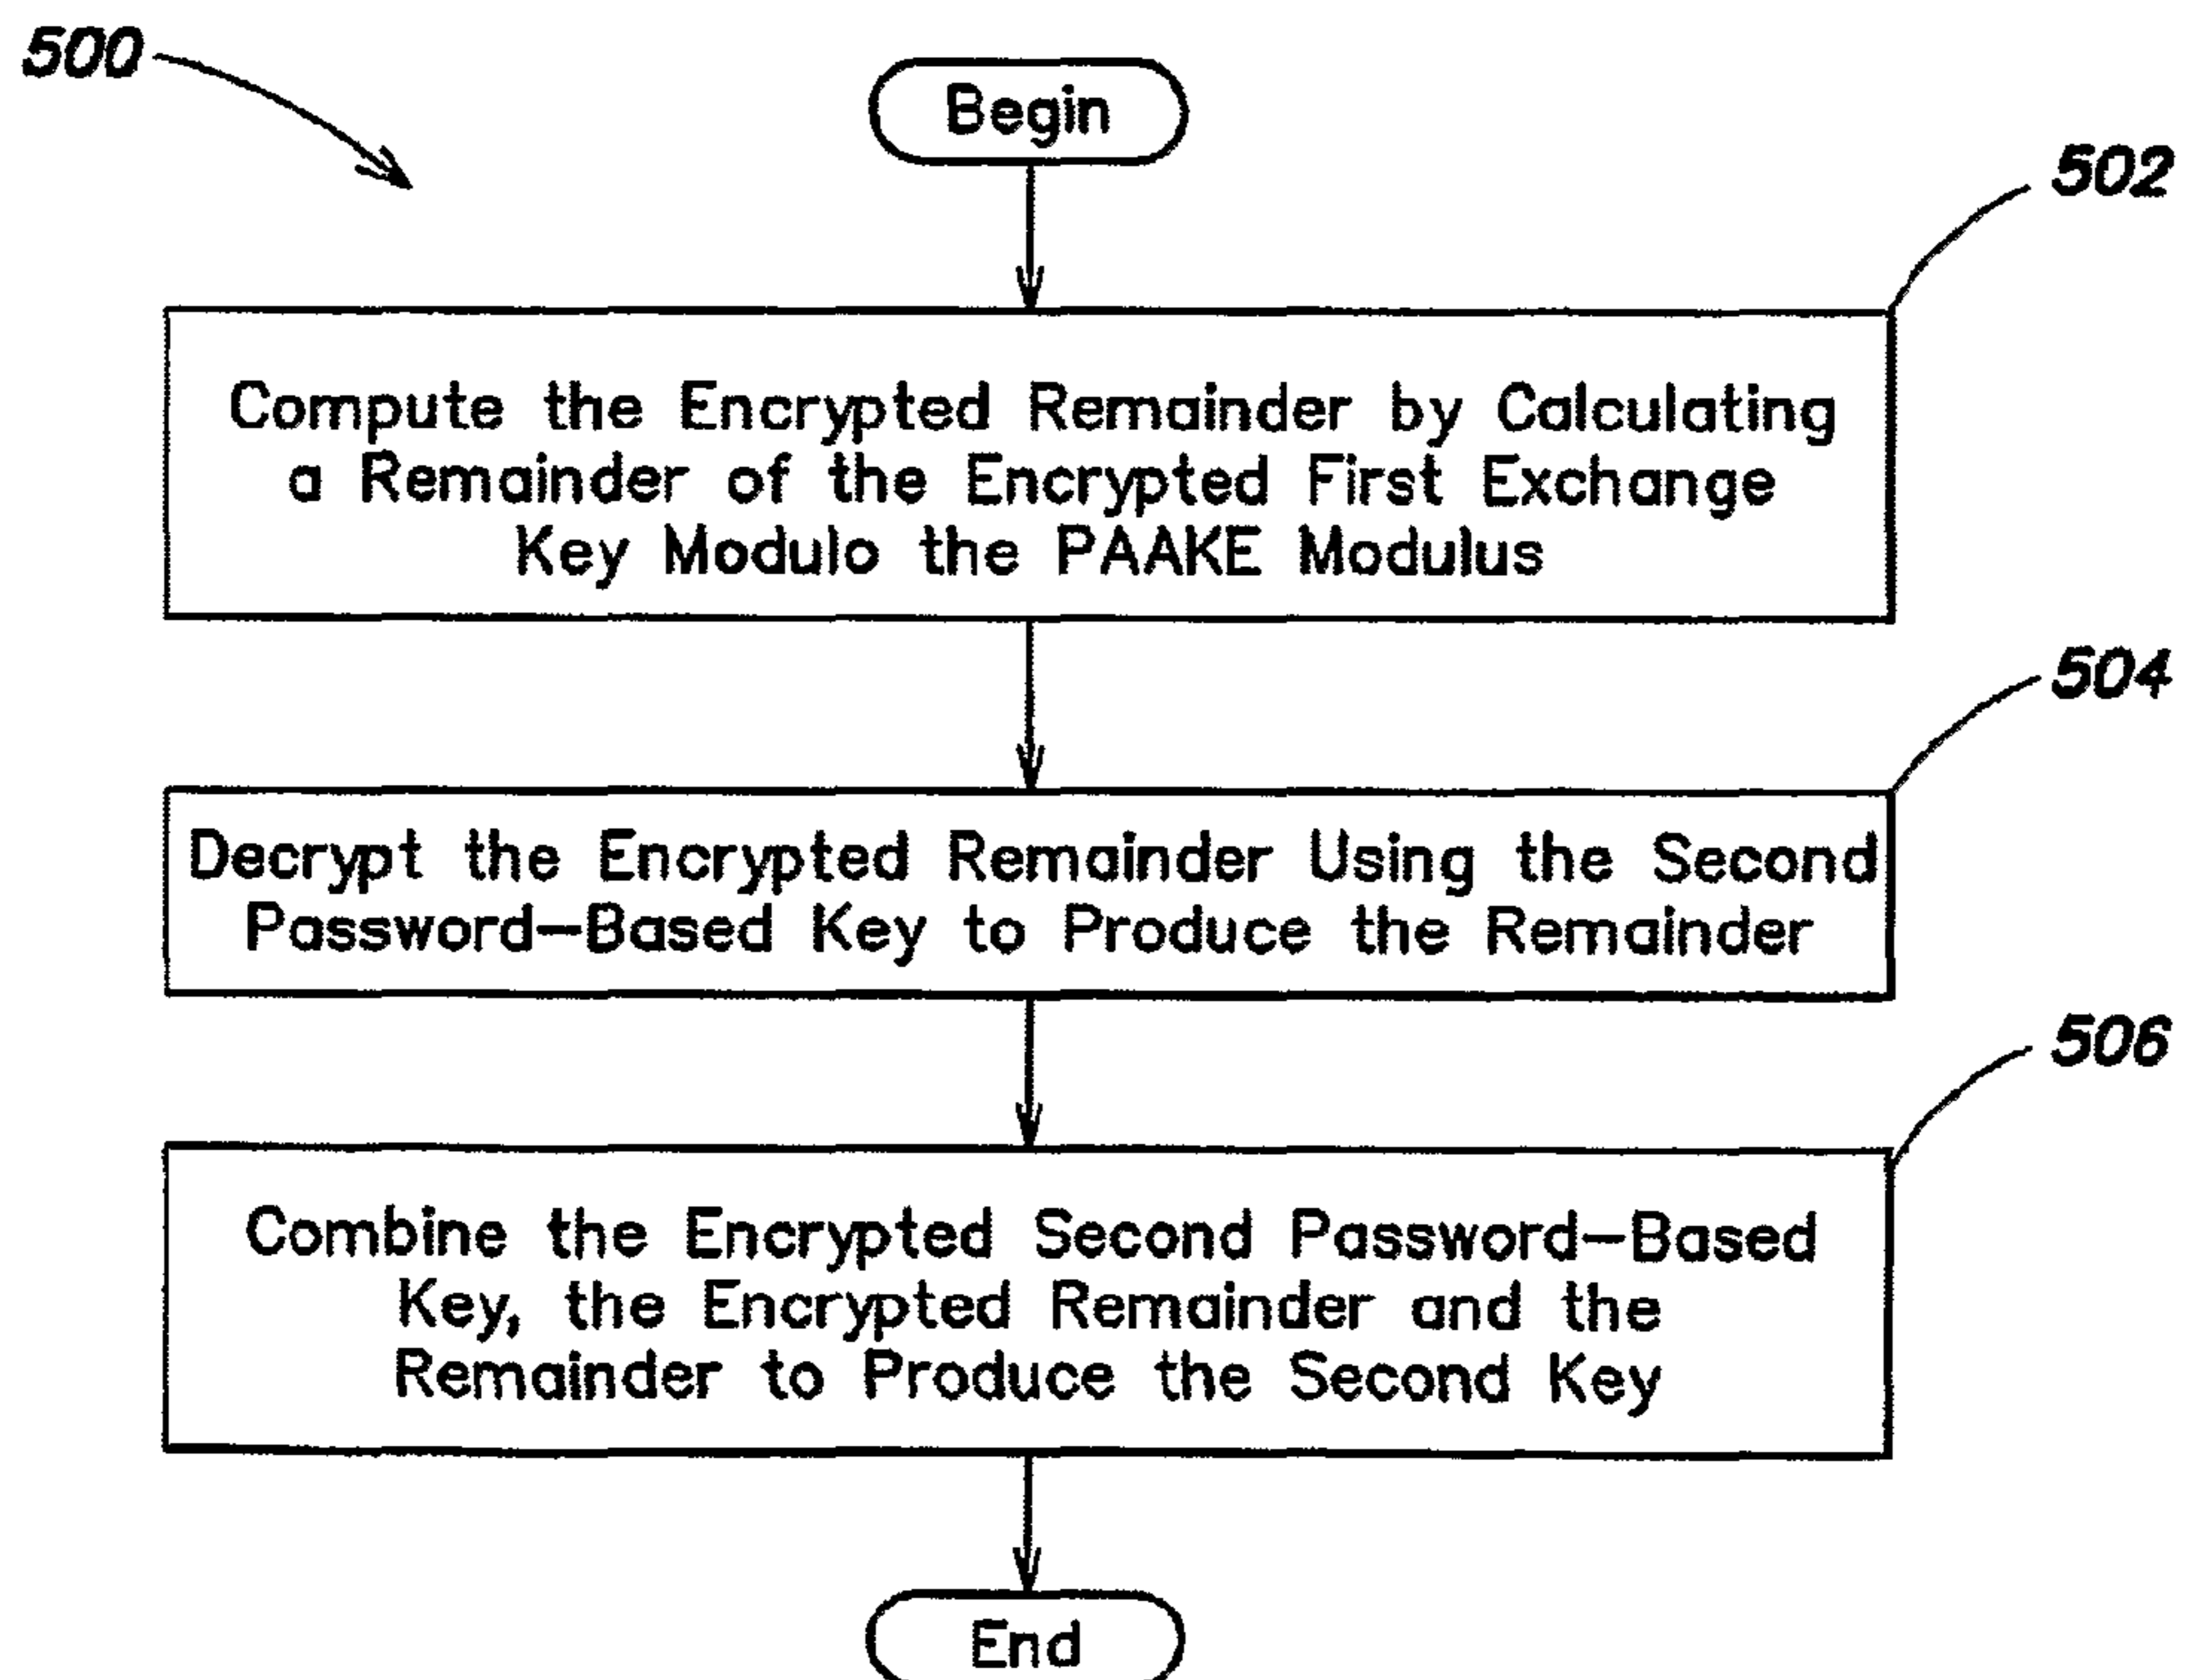 500
Begin
502
Compute the Encrypted Remainder by Calculating
a Remainder of the Encrypted First Exchange
Key Modulo the PAAKE Modulus
504
Decrypt the Encrypted Remainder Using the Second
Password-Based Key to Produce the Remainder
506
Combine the Encrypted Second Password-Based
Key, the Encrypted Remainder and the
Remainder to Produce the Second Key
End